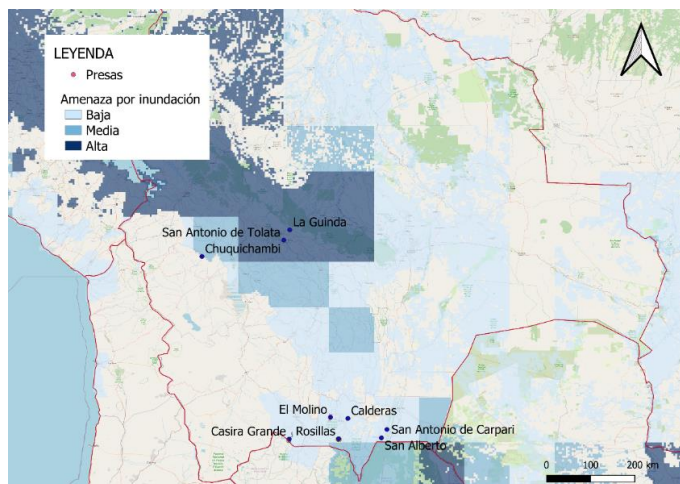 LEYENDA
Presas
Amenaza por inundación
Baja
Media
Alta
La Guinda
San Antonio de Tolata
Chuquichambi
El Molino
Calderas
San Antonio de Carpari
Casira Grande
Rosillas
San Alberto
0 100 200 km